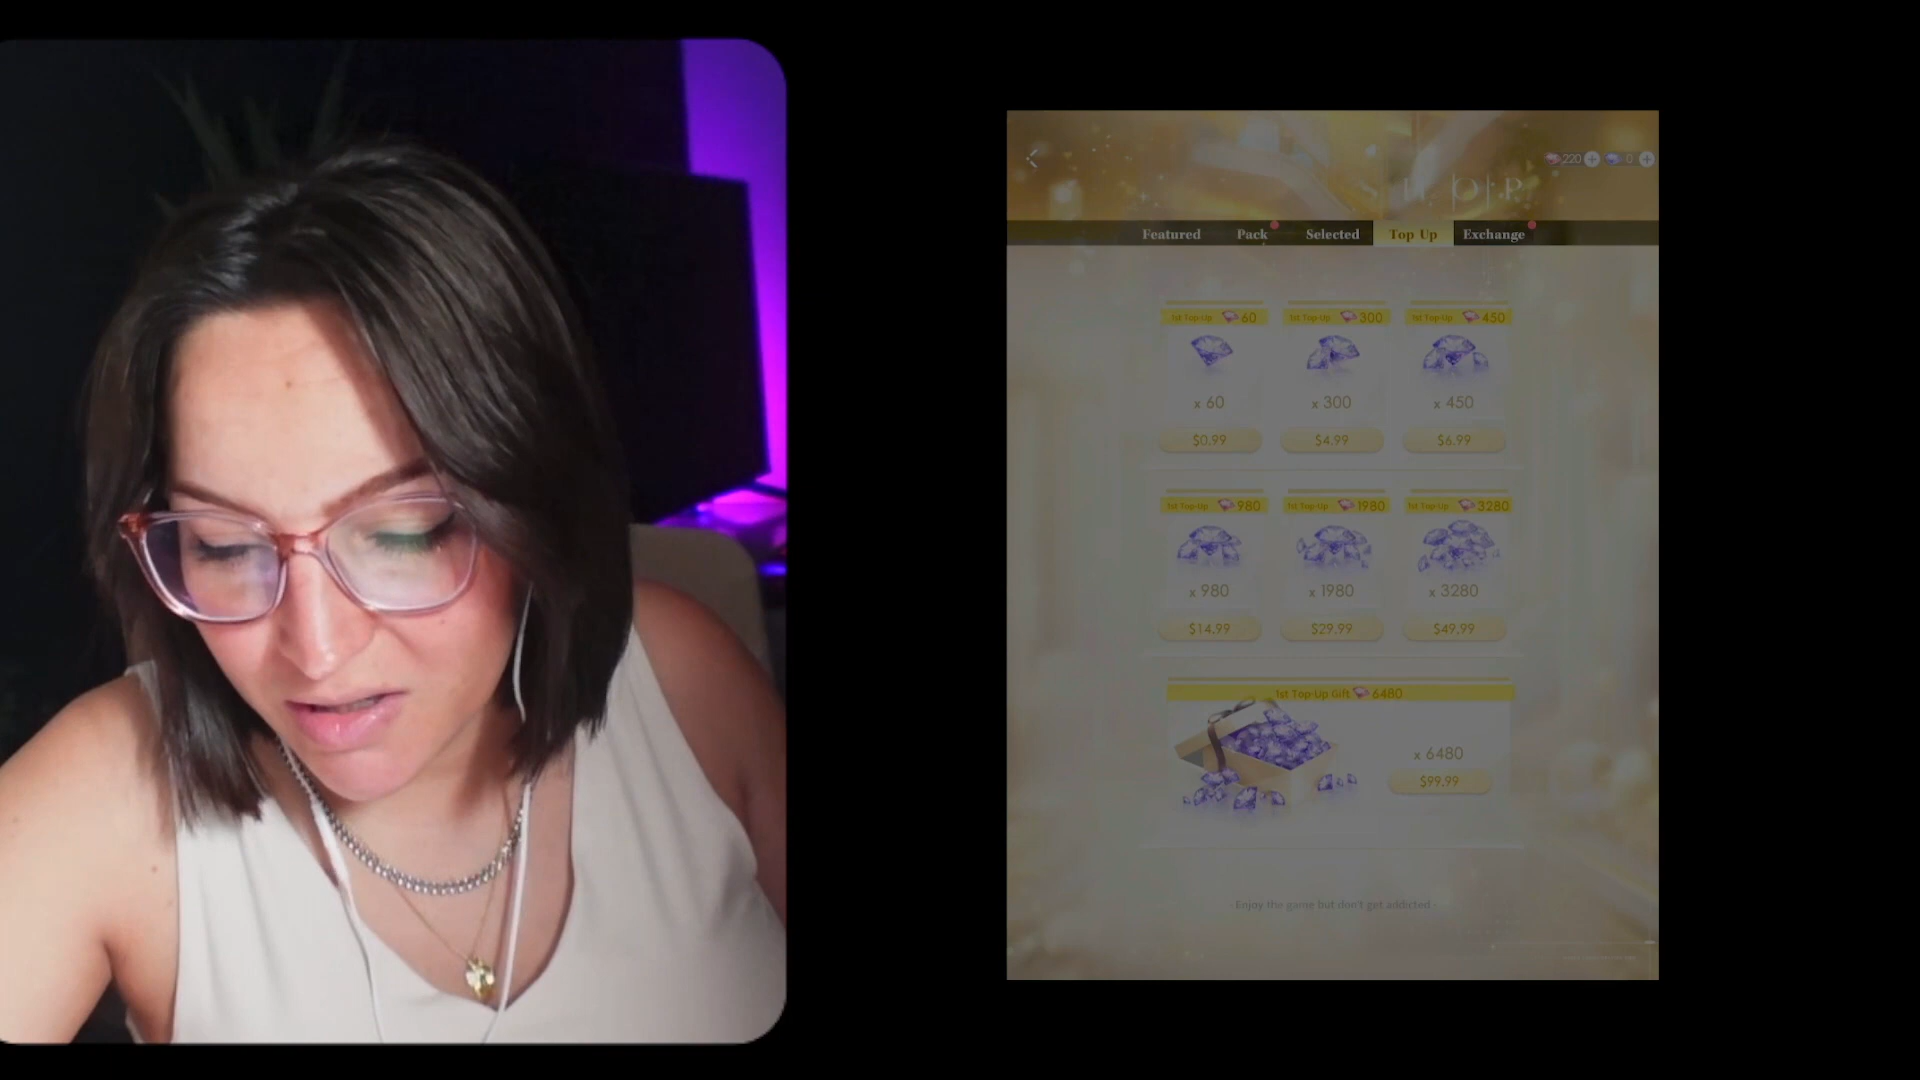 220 0
SHOP
Featured Pack Selected Top Up Exchange
1st Top-Up 60 1st Top-Up 300 1st Top-Up 450
x 60 x 300 x 450
$0.99 $4.99 $6.99
1st Top-Up 980 1st Top-Up 1980 1st Top-Up 3280
x 980 x 1980 x 3280
$14.99 $29.99 $49.99
1st Top-Up Gift 6480
x 6480
$99.99
- Enjoy the game but don't get addicted -